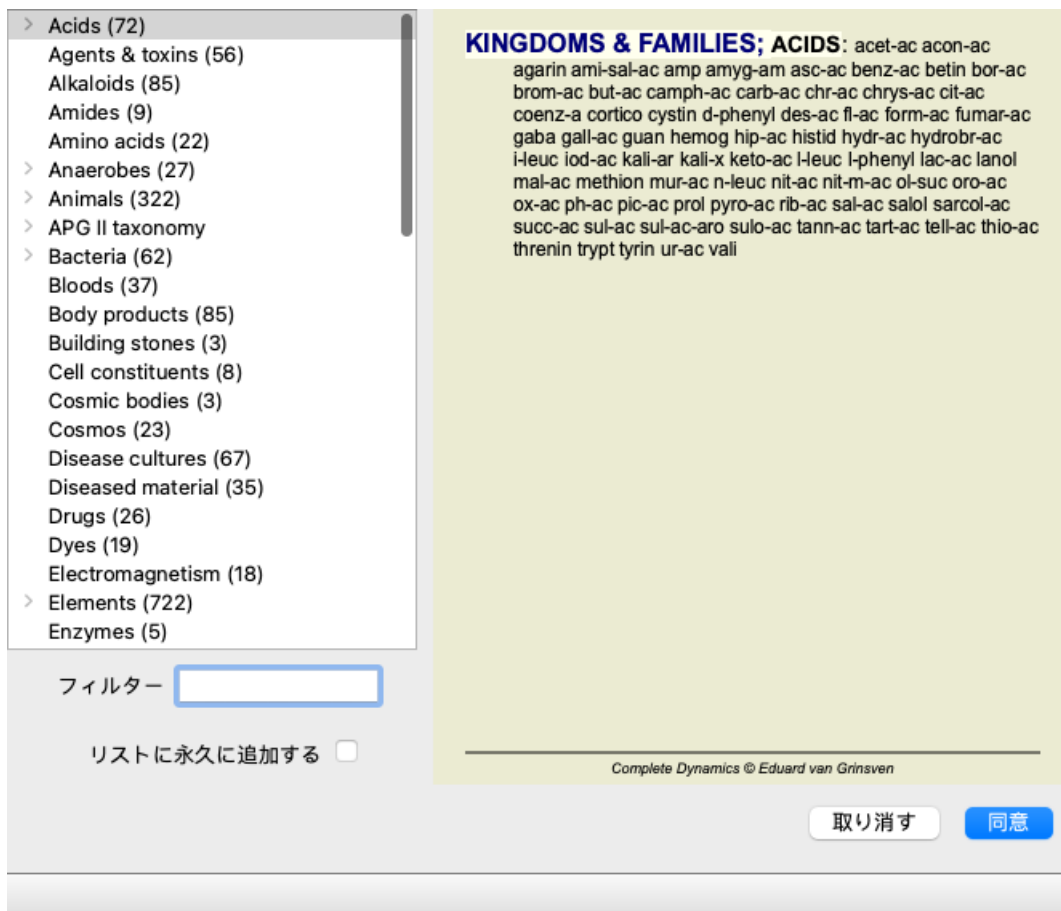 Acids (72)
Agents & toxins (56)
Alkaloids (85)
Amides (9)
Amino acids (22)
Anaerobes (27)
Animals (322)
APG II taxonomy
Bacteria (62)
Bloods (37)
Body products (85)
Building stones (3)
Cell constituents (8)
Cosmic bodies (3)
Cosmos (23)
Disease cultures (67)
Diseased material (35)
Drugs (26)
Dyes (19)
Electromagnetism (18)
Elements (722)
Enzymes (5)
フィルター
リストに永久に追加する
KINGDOMS & FAMILIES; ACIDS: acet-ac acon-ac
agarin ami-sal-ac amp amyg-am asc-ac benz-ac betin bor-ac
brom-ac but-ac camph-ac carb-ac chr-ac chrys-ac cit-ac
coenz-a cortico cystin d-phenyl des-ac fl-ac form-ac fumar-ac
gaba gall-ac guan hemog hip-ac histid hydr-ac hydrobr-ac
i-leuc iod-ac kali-ar kali-x keto-ac l-leuc l-phenyl lac-ac lanol
mal-ac methion mur-ac n-leuc nit-ac nit-m-ac ol-suc oro-ac
ox-ac ph-ac pic-ac prol pyro-ac rib-ac sal-ac salol sarcol-ac
succ-ac sul-ac sul-ac-aro sulo-ac tann-ac tart-ac tell-ac thio-ac
threnin trypt tyrin ur-ac vali
Complete Dynamics © Eduard van Grinsven
取り消す
同意